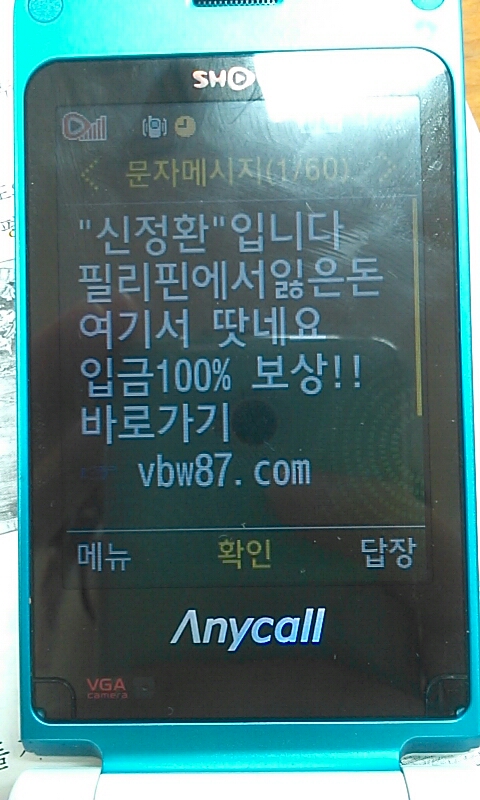 SHO
문자메시지(1/60)
"신정환"입니다
필리핀에서잃은돈
여기서 땃네요
입금100% 보상!!
바로가기
☞ vbw87.com
메뉴 확인 답장
Anycall
VGA
camera